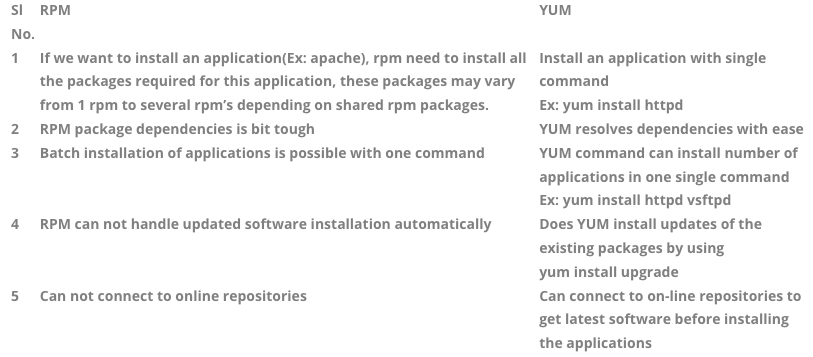 Sl RPM YUM
No.
1 If we want to install an application(Ex: apache), rpm need to install all Install an application with single
the packages required for this application, these packages may vary command
from 1 rpm to several rpm’s depending on shared rpm packages. Ex: yum install httpd
2 RPM package dependencies is bit tough YUM resolves dependencies with ease
3 Batch installation of applications is possible with one command YUM command can install number of
applications in one single command
Ex: yum install httpd vsftpd
4 RPM can not handle updated software installation automatically Does YUM install updates of the
existing packages by using
yum install upgrade
5 Can not connect to online repositories Can connect to on-line repositories to
get latest software before installing
the applications